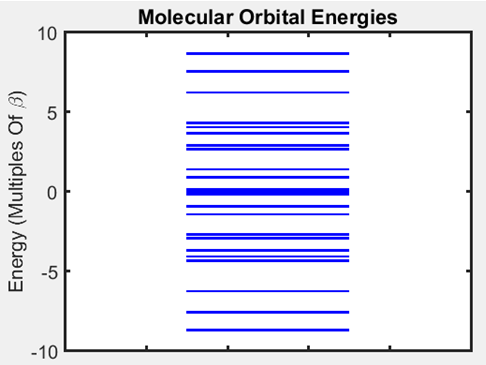 Molecular Orbital Energies
Energy (Multiples Of β)
10
5
0
-5
-10